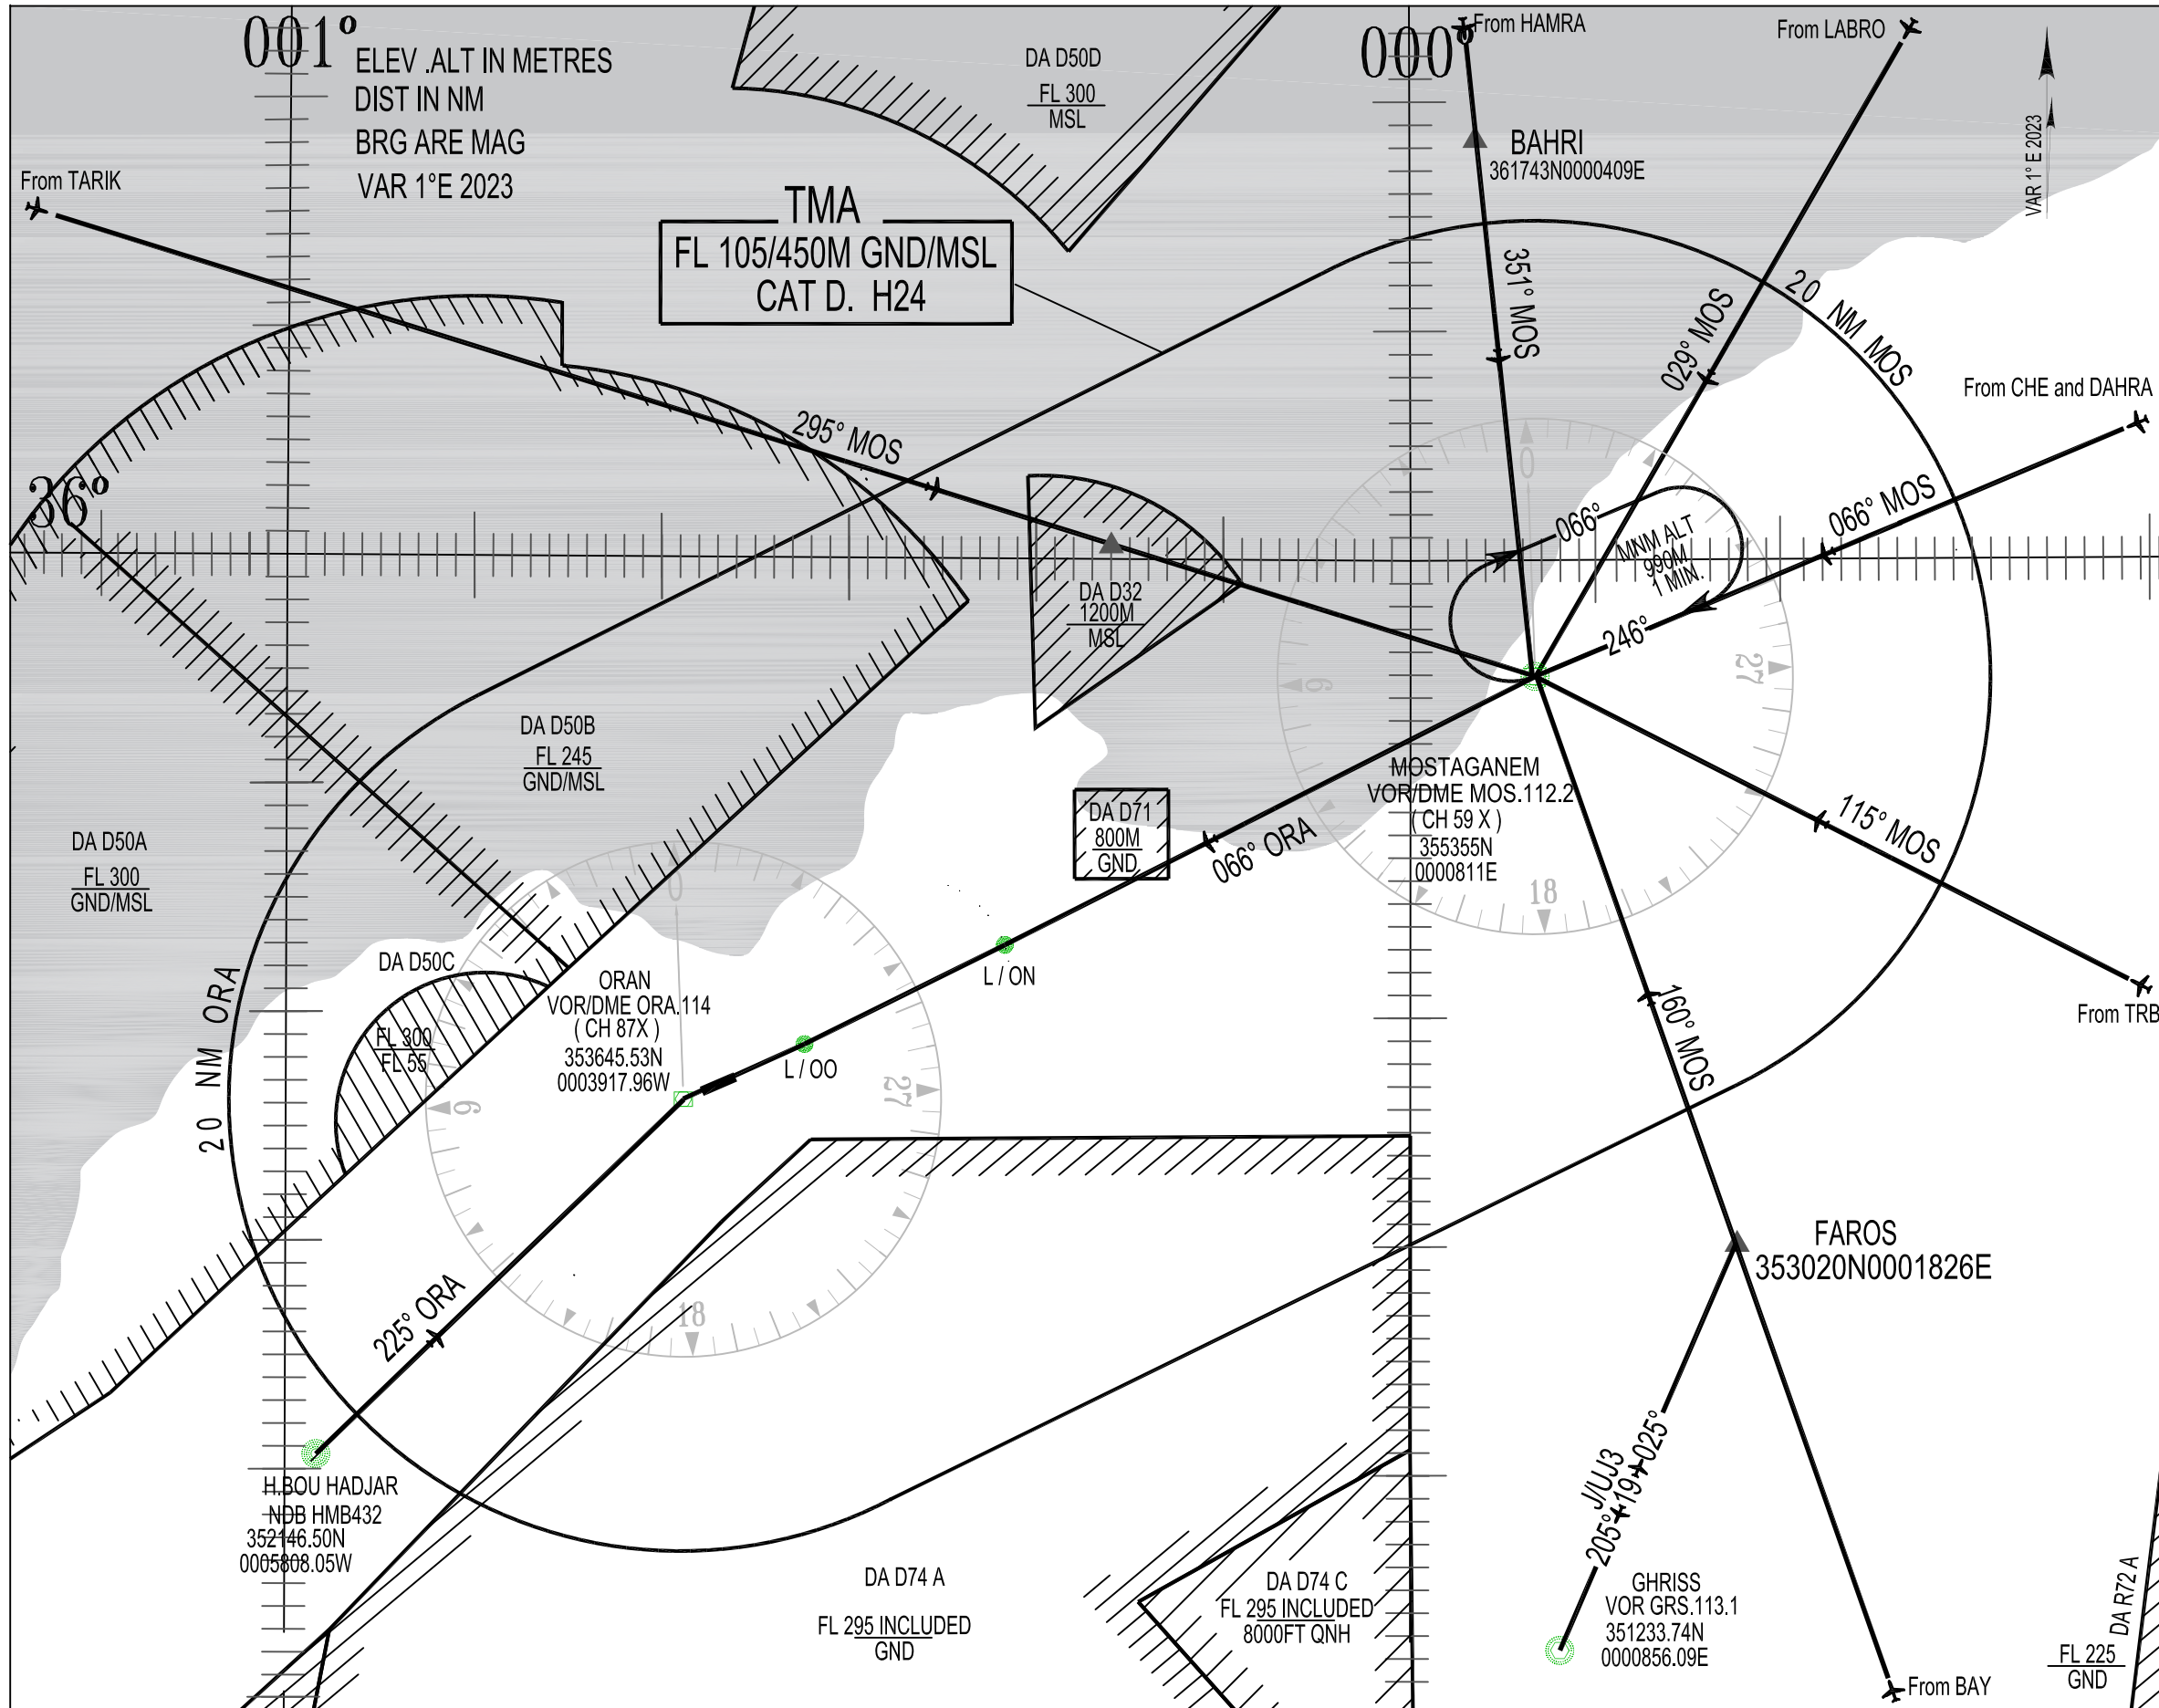 001°
ELEV .ALT IN METRES
DIST IN NM
BRG ARE MAG
VAR 1°E 2023
DA D50D
FL 300
MSL
000°
From HAMRA
From LABRO
VAR 1° E 2023
BAHRI
361743N0000409E
From TARIK
TMA
FL 105/450M GND/MSL
CAT D. H24
351° MOS
029° MOS
20 NM MOS
From CHE and DAHRA
295° MOS
36°
0
066°
MNM ALT
990M
1 MIN.
066° MOS
246°
DA D32
1200M
MSL
9
27
18
DA D50B
FL 245
GND/MSL
MOSTAGANEM
VOR/DME MOS.112.2
( CH 59 X )
355355N
0000811E
DA D71
800M
GND
066° ORA
115° MOS
DA D50A
FL 300
GND/MSL
DA D50C
FL 300
FL 55
20 NM ORA
ORAN
VOR/DME ORA.114
( CH 87X )
353645.53N
0003917.96W
L / ON
L / OO
0
9
27
18
160° MOS
From TRB
FAROS
353020N0001826E
225° ORA
H.BOU HADJAR
NDB HMB432
352146.50N
0005808.05W
J/UJ3
205° 19 025°
DA D74 A
FL 295 INCLUDED
GND
DA D74 C
FL 295 INCLUDED
8000FT QNH
GHRISS
VOR GRS.113.1
351233.74N
0000856.09E
DA R72 A
FL 225
GND
From BAY